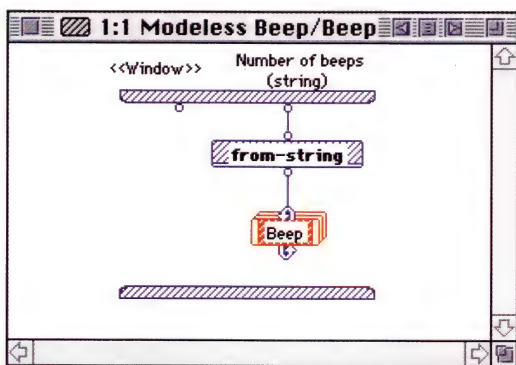 1:1 Modeless Beep/Beep
<<Window>>
Number of beeps
(string)
from-string
Beep